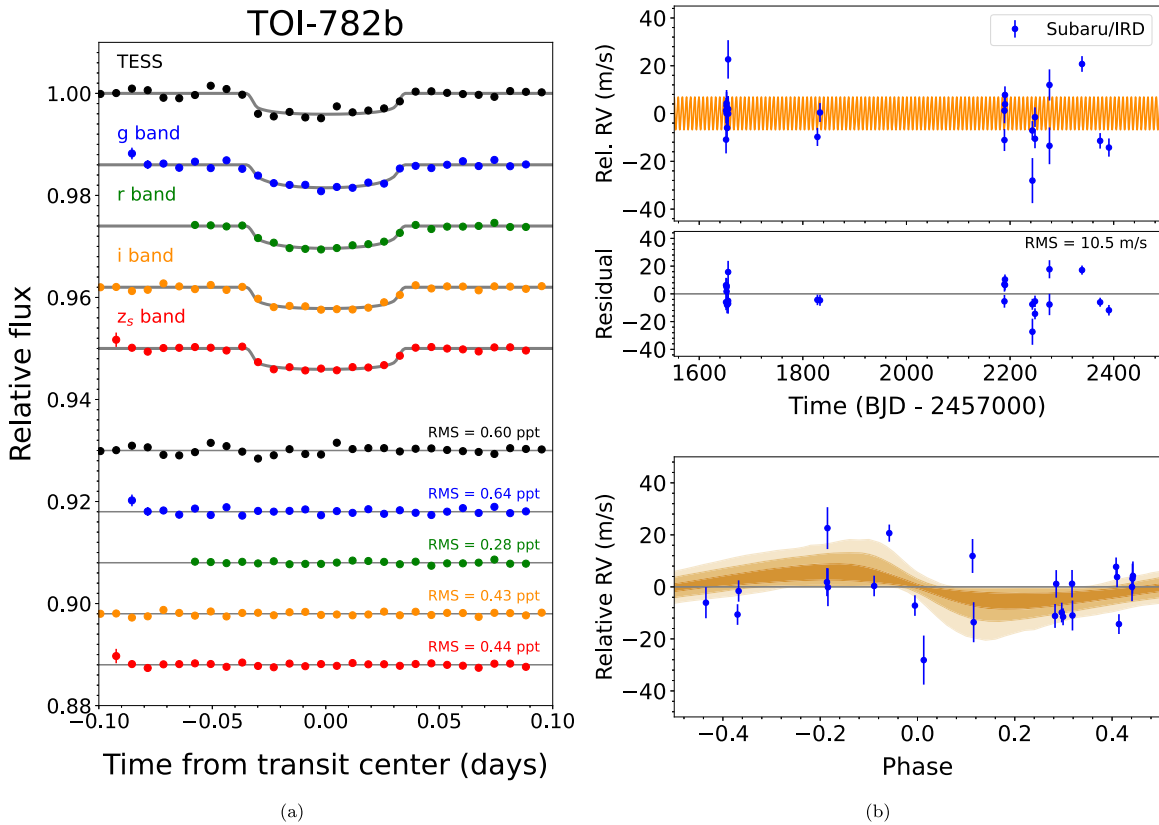 TOI-782b
TESS
g band
r band
i band
z_s band
RMS = 0.60 ppt
RMS = 0.64 ppt
RMS = 0.28 ppt
RMS = 0.43 ppt
RMS = 0.44 ppt
1.00
0.98
0.96
0.94
0.92
0.90
0.88
Relative flux
−0.10 −0.05 0.00 0.05 0.10
Time from transit center (days)
(a)
Subaru/IRD
40
20
0
−20
−40
Rel. RV (m/s)
RMS = 10.5 m/s
40
20
0
−20
−40
Residual
1600 1800 2000 2200 2400
Time (BJD - 2457000)
40
20
0
−20
−40
Relative RV (m/s)
−0.4 −0.2 0.0 0.2 0.4
Phase
(b)